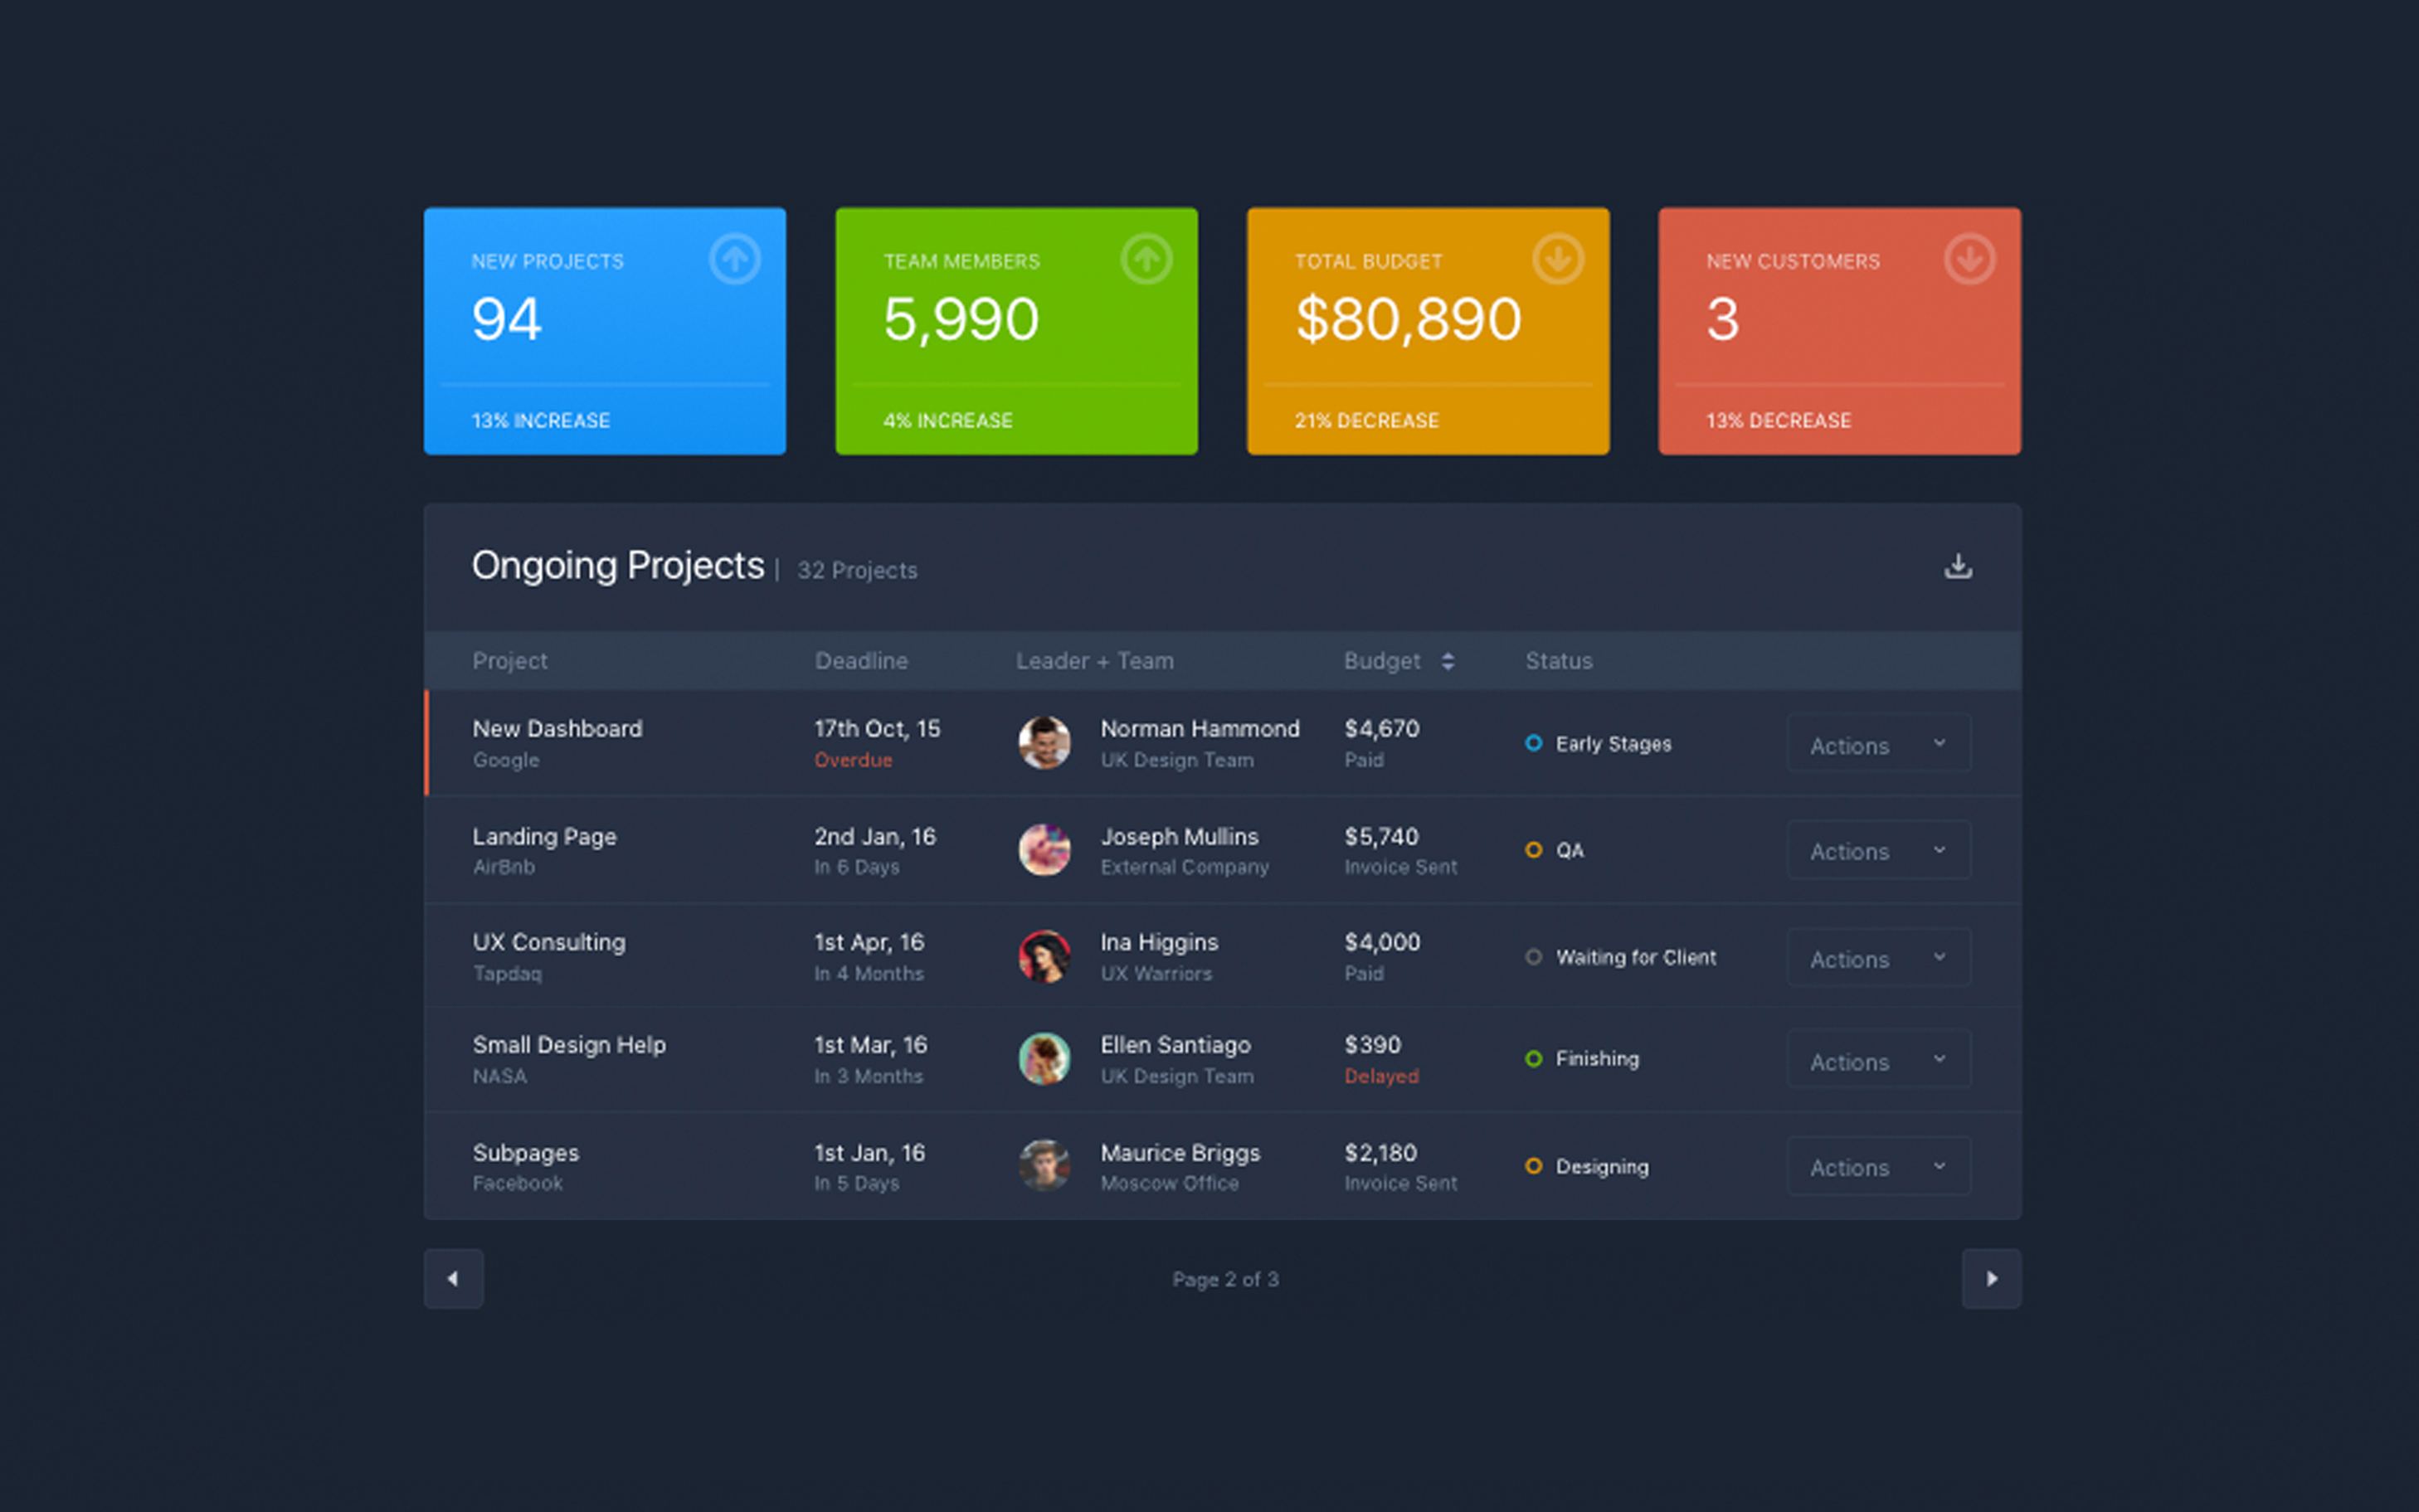 NEW PROJECTS
94
13% INCREASE
TEAM MEMBERS
5,990
4% INCREASE
TOTAL BUDGET
$80,890
21% DECREASE
NEW CUSTOMERS
3
13% DECREASE
Ongoing Projects | 32 Projects
Project Deadline Leader + Team Budget Status
New Dashboard 17th Oct, 15 Norman Hammond $4,670 Early Stages Actions
Google Overdue UK Design Team Paid
Landing Page 2nd Jan, 16 Joseph Mullins $5,740 QA Actions
AirBnb In 6 Days External Company Invoice Sent
UX Consulting 1st Apr, 16 Ina Higgins $4,000 Waiting for Client Actions
Tapdaq In 4 Months UX Warriors Paid
Small Design Help 1st Mar, 16 Ellen Santiago $390 Finishing Actions
NASA In 3 Months UK Design Team Delayed
Subpages 1st Jan, 16 Maurice Briggs $2,180 Designing Actions
Facebook In 5 Days Moscow Office Invoice Sent
Page 2 of 3